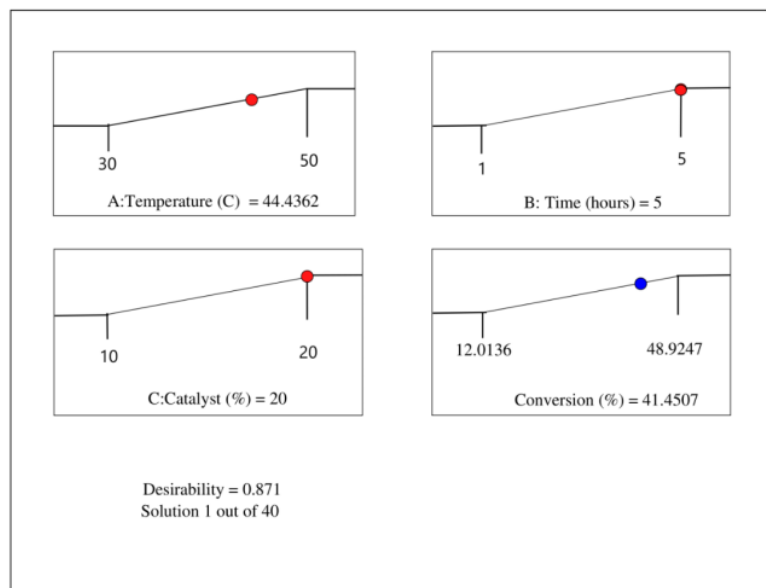 30
50
A:Temperature (C) = 44.4362
1
5
B: Time (hours) = 5
10
20
C:Catalyst (%) = 20
12.0136
48.9247
Conversion (%) = 41.4507
Desirability = 0.871
Solution 1 out of 40